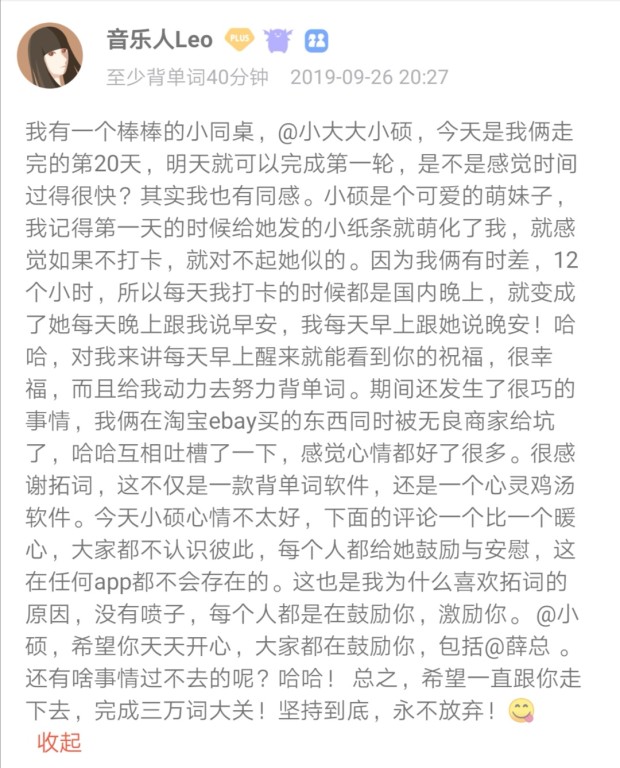 音乐人Leo PLUS
至少背单词40分钟 2019-09-26 20:27
我有一个棒棒的小同桌，@小大大小硕，今天是我俩走
完的第20天，明天就可以完成第一轮，是不是感觉时间
过得很快？其实我也有同感。小硕是个可爱的萌妹子，
我记得第一天的时候给她发的小纸条就萌化了我，就感
觉如果不打卡，就对不起她似的。因为我俩有时差，12
个小时，所以每天我打卡的时候都是国内晚上，就变成
了她每天晚上跟我说早安，我每天早上跟她说晚安！哈
哈，对我来讲每天早上醒来就能看到你的祝福，很幸
福，而且给我动力去努力背单词。期间还发生了很巧的
事情，我俩在淘宝ebay买的东西同时被无良商家给坑
了，哈哈互相吐槽了一下，感觉心情都好了很多。很感
谢拓词，这不仅是一款背单词软件，还是一个心灵鸡汤
软件。今天小硕心情不太好，下面的评论一个比一个暖
心，大家都不认识彼此，每个人都给她鼓励与安慰，这
在任何app都不会存在的。这也是我为什么喜欢拓词的
原因，没有喷子，每个人都是在鼓励你，激励你。@小
硕，希望你天天开心，大家都在鼓励你，包括@薛总 。
还有啥事情过不去的呢？哈哈！ 总之，希望一直跟你走
下去，完成三万词大关！坚持到底，永不放弃！😋
收起